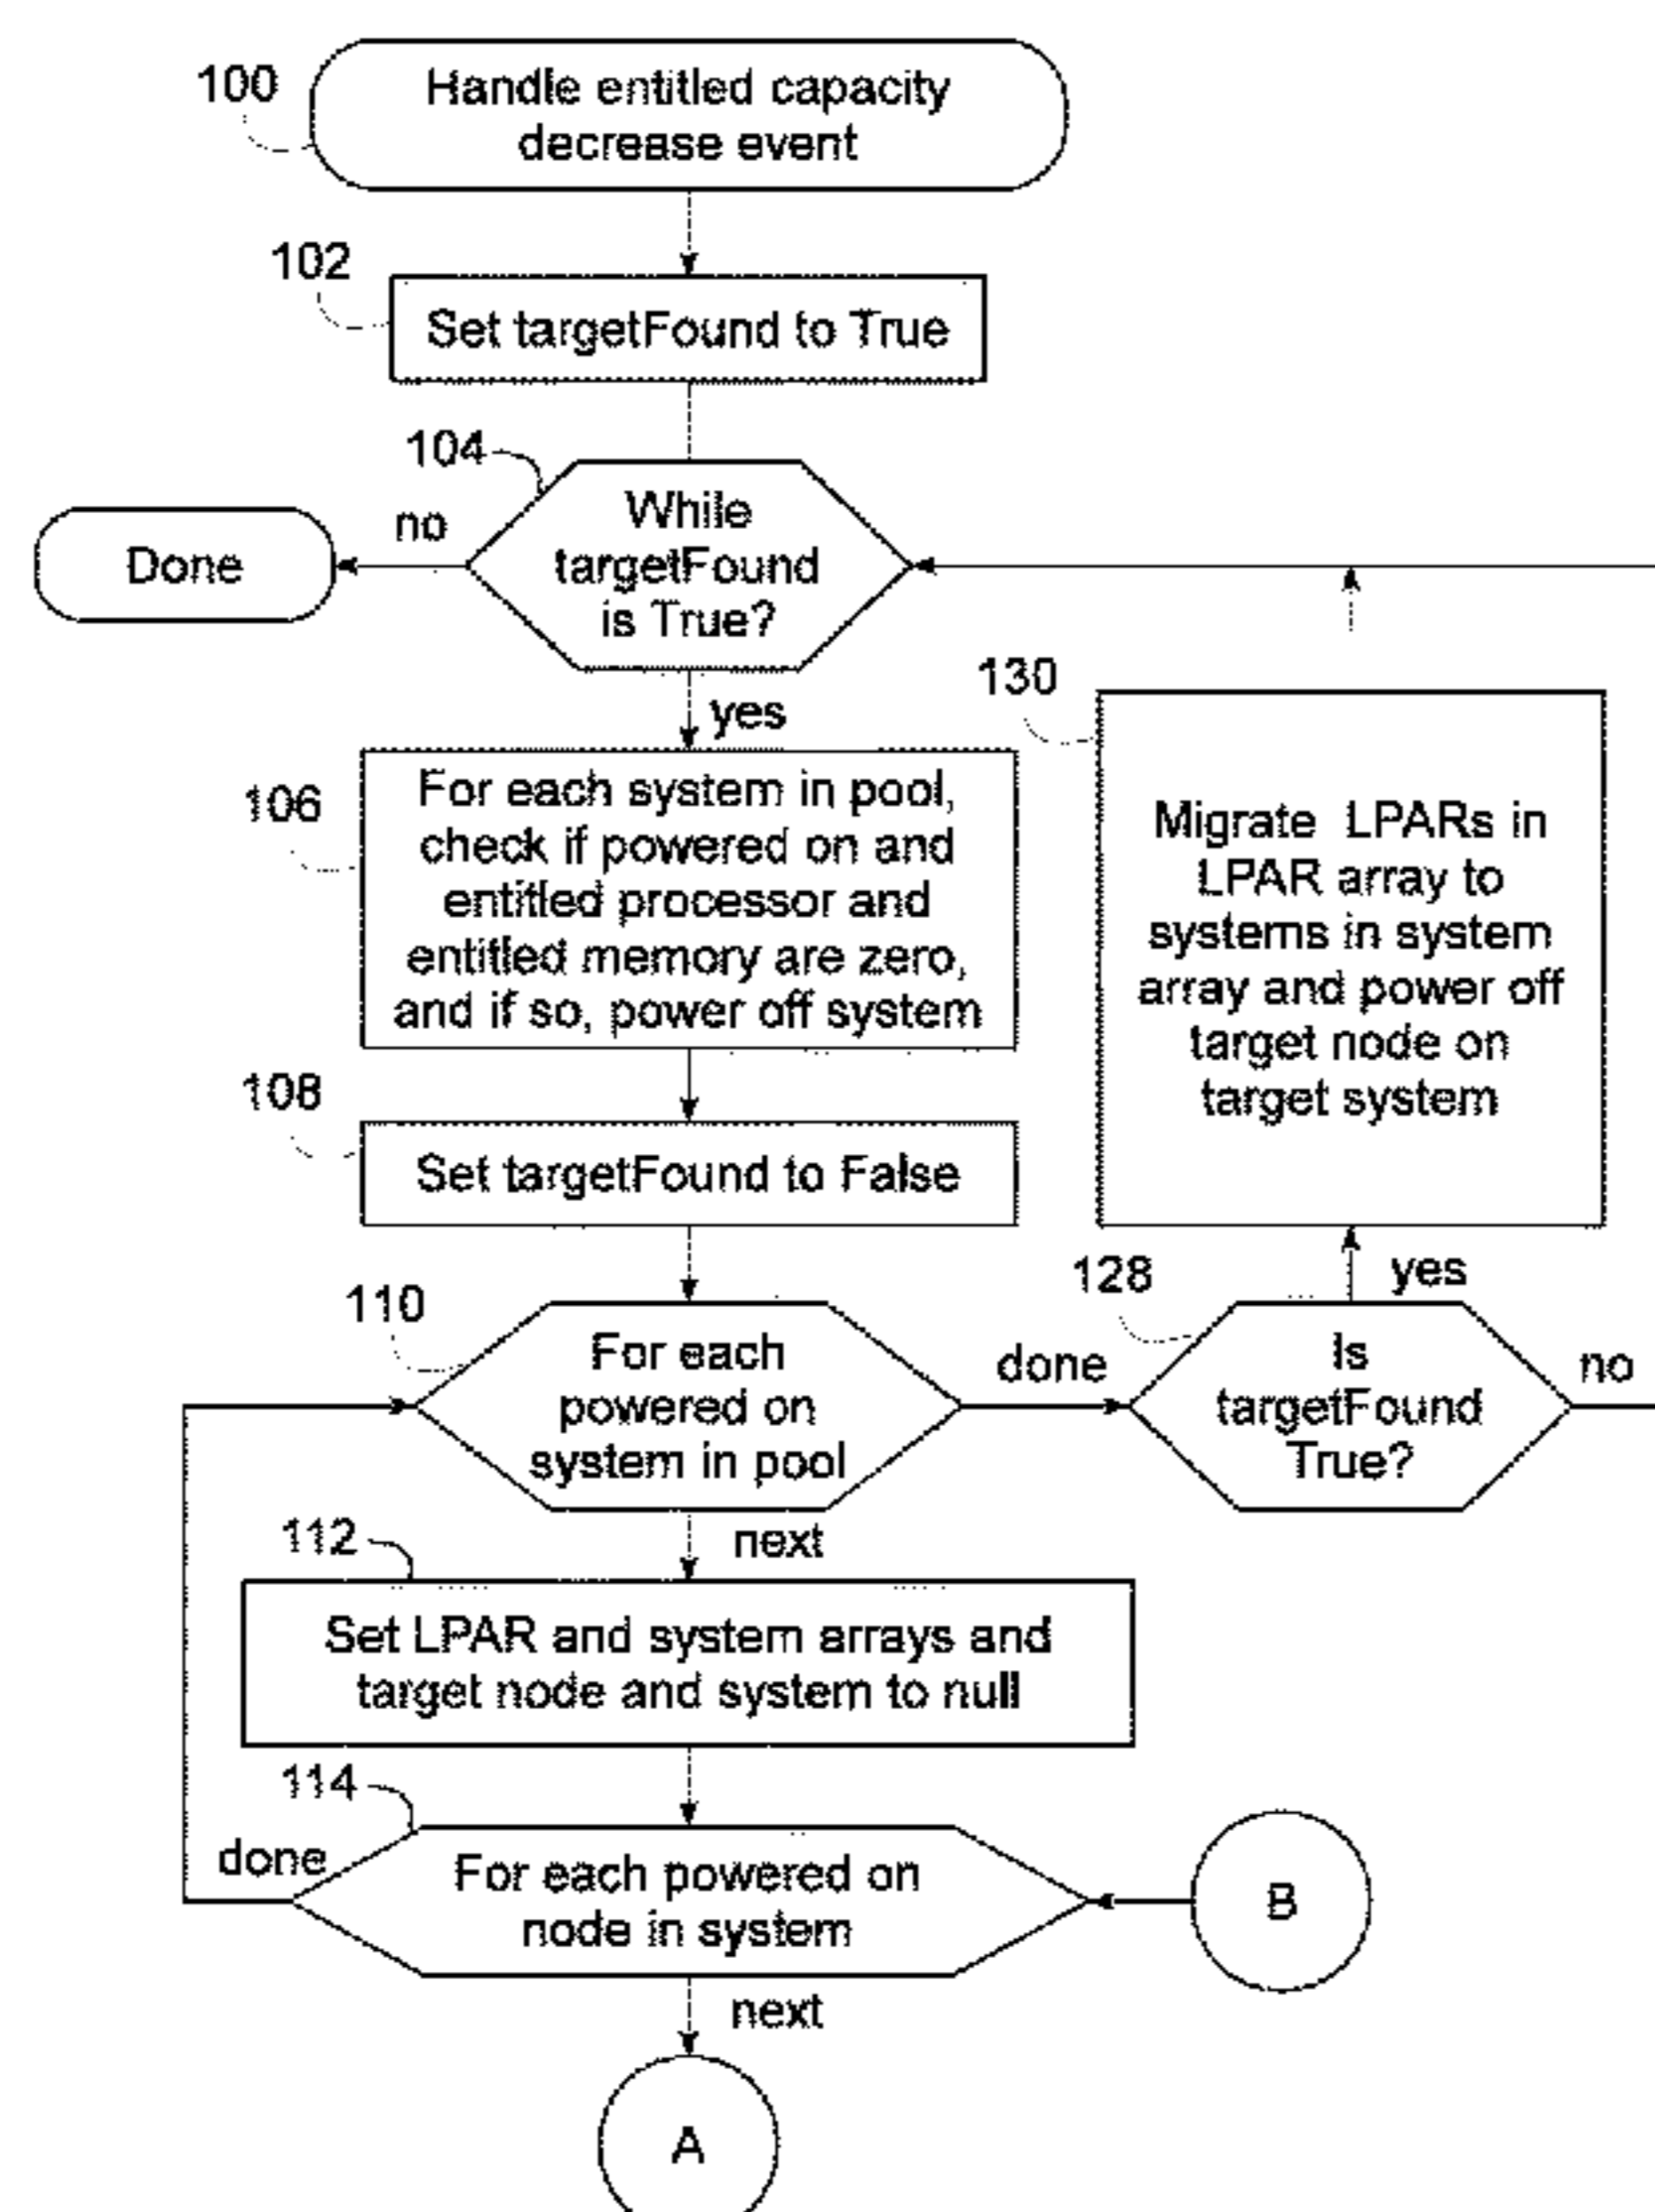 100
Handle entitled capacity
decrease event
102
Set targetFound to True
104
While
targetFound
is True?
no
Done
yes
106
For each system in pool,
check if powered on and
entitled processor and
entitled memory are zero,
and if so, power off system
108
Set targetFound to False
110
For each
powered on
system in pool
done
128
Is
targetFound
True?
no
yes
130
Migrate LPARs in
LPAR array to
systems in system
array and power off
target node on
target system
next
112
Set LPAR and system arrays and
target node and system to null
114
done
For each powered on
node in system
B
next
A